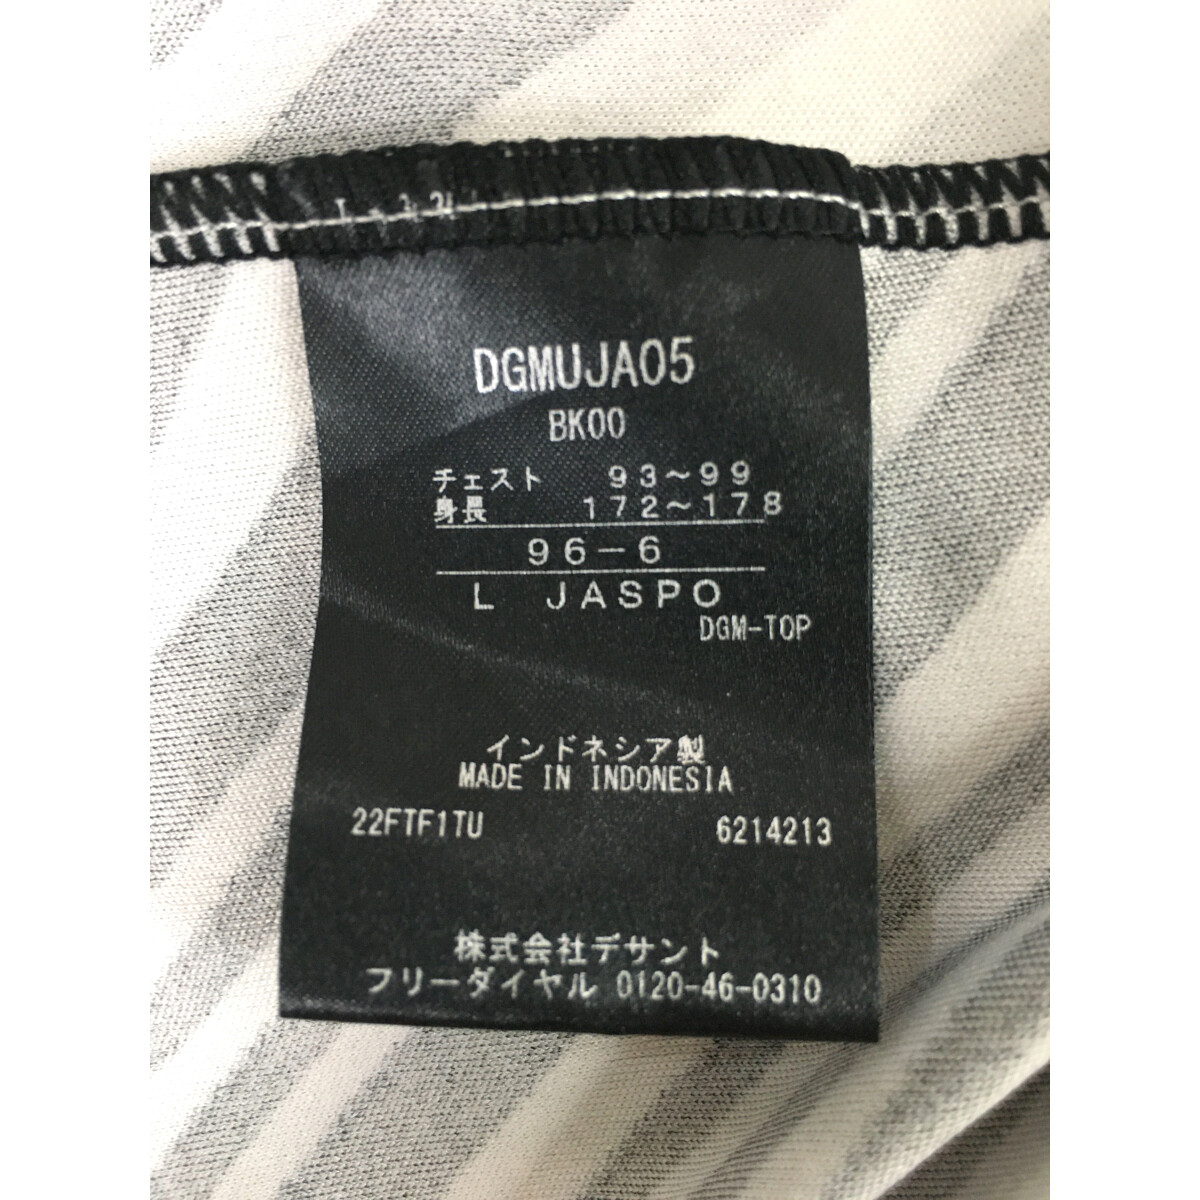 DGMUJA05
BK00
チェスト 93～99
身長 172～178
96－6
L JASPO
DGM-TOP
インドネシア製
MADE IN INDONESIA
22FTF1TU 6214213
株式会社デサント
フリーダイヤル 0120-46-0310